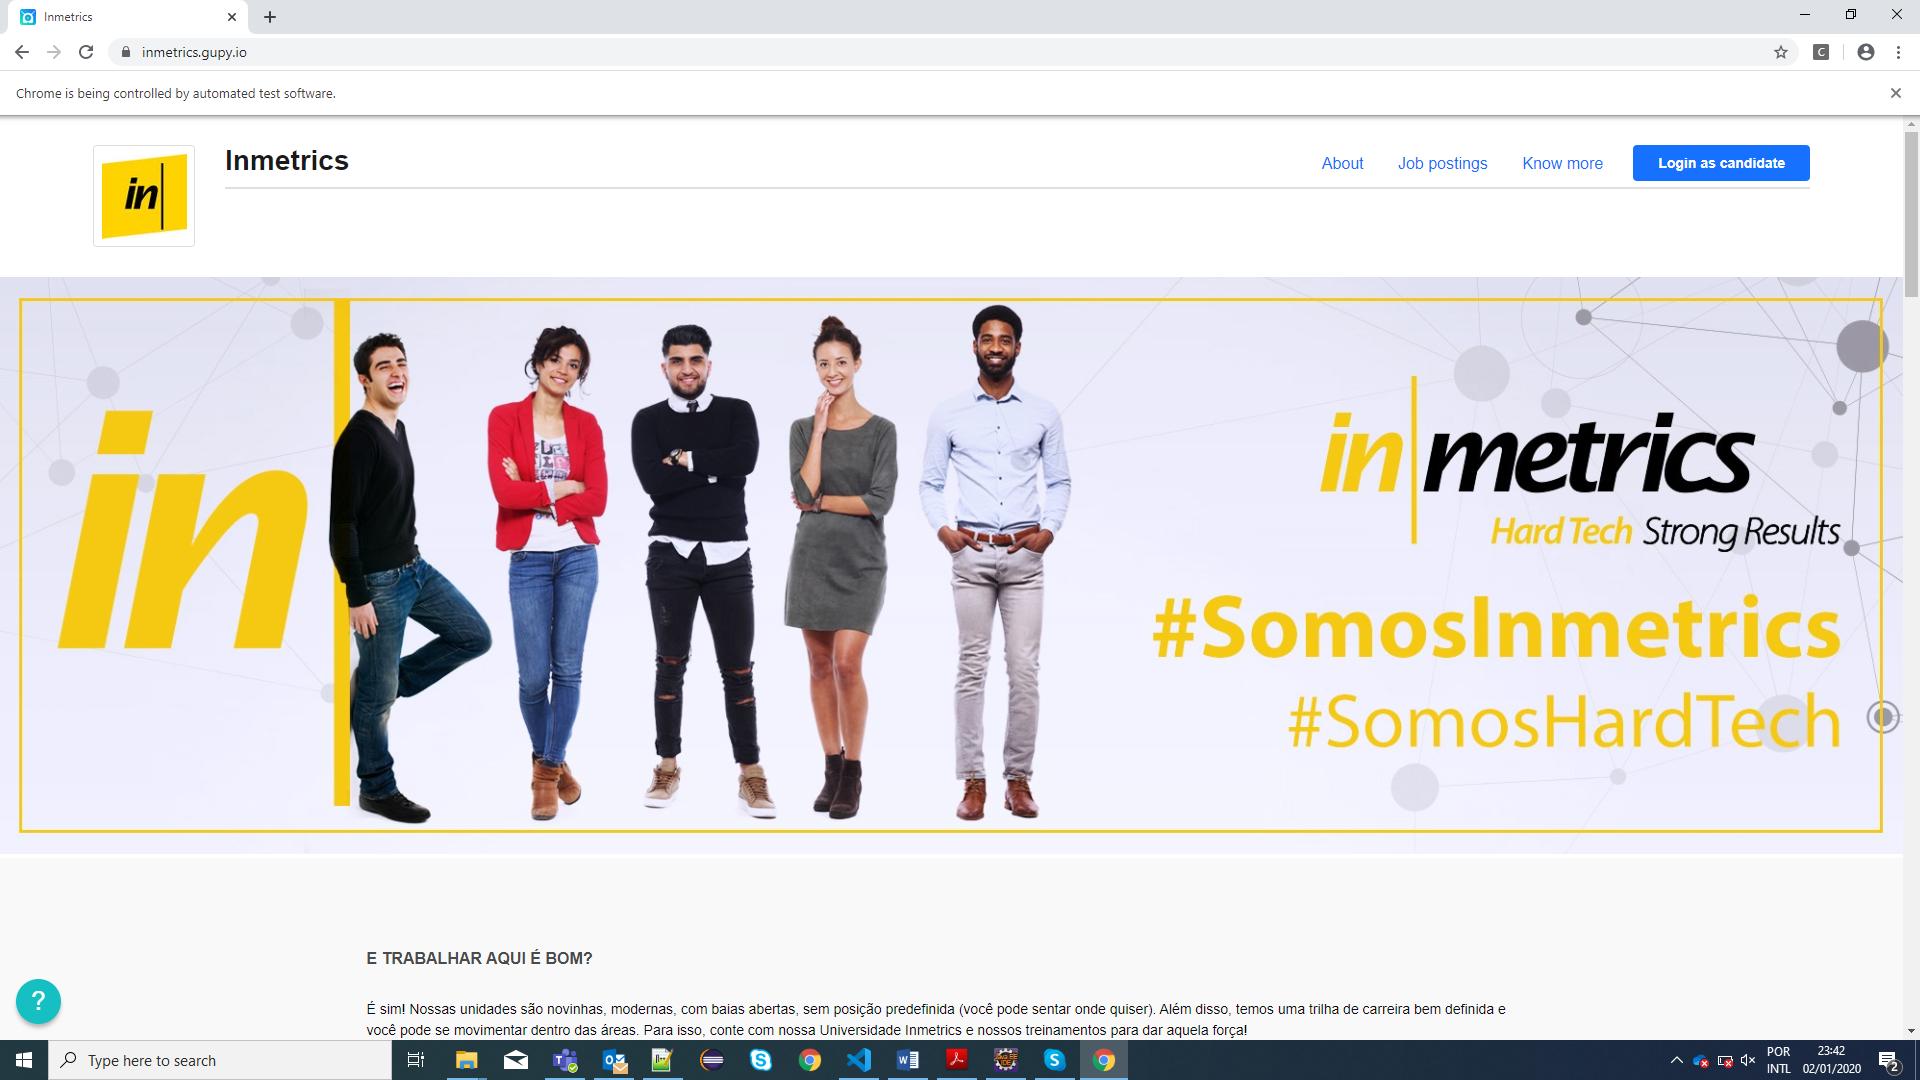 Inmetrics
inmetrics.gupy.io
C
Chrome is being controlled by automated test software.
in
Inmetrics
About
Job postings
Know more
Login as candidate
in
inmetrics
Hard Tech Strong Results
#SomosInmetrics
#SomosHardTech
E TRABALHAR AQUI É BOM?
É sim! Nossas unidades são novinhas, modernas, com baias abertas, sem posição predefinida (você pode sentar onde quiser). Além disso, temos uma trilha de carreira bem definida e
você pode se movimentar dentro das áreas. Para isso, conte com nossa Universidade Inmetrics e nossos treinamentos para dar aquela força!
?
Type here to search
POR
INTL
23:42
02/01/2020
2